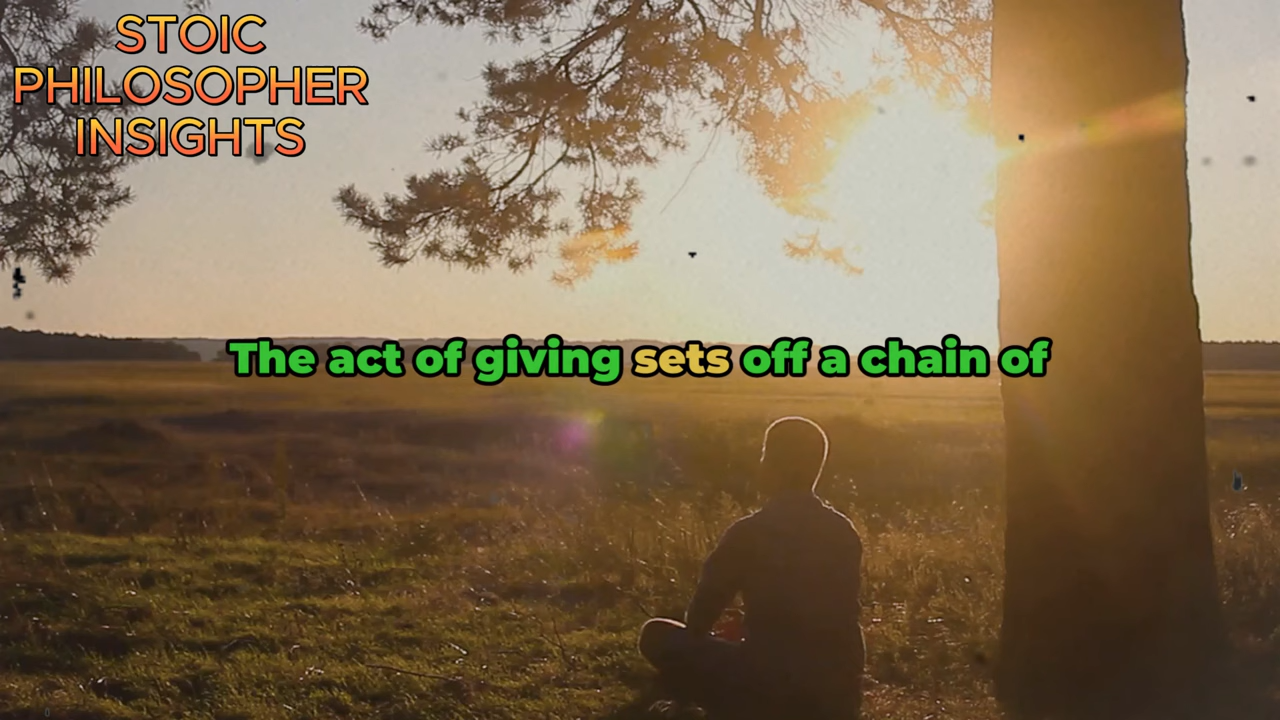 STOIC
PHILOSOPHER
INSIGHTS
The act of giving sets off a chain of